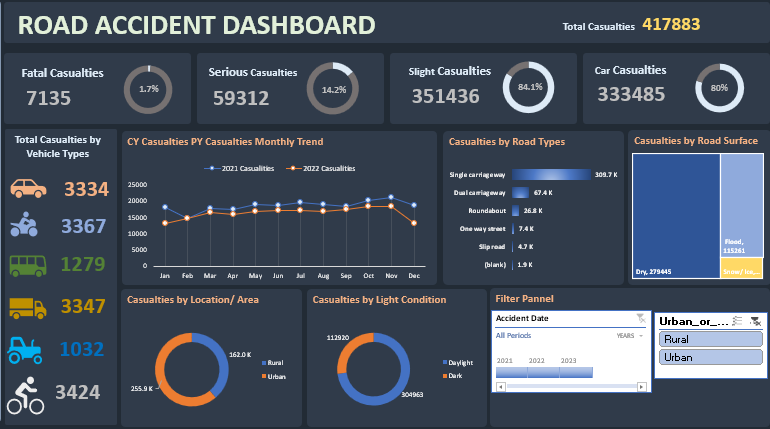 ROAD ACCIDENT DASHBOARD
Total Casualties 417883
Fatal Casualties
7135
1.7%
Serious Casualties
59312
14.2%
Slight Casualties
351436
84.1%
Car Casualties
333485
80%
Total Casualties by
Vehicle Types
3334
3367
1279
3347
1032
3424
CY Casualties PY Casualties Monthly Trend
2021 Casualities
2022 Casualities
25000
20000
15000
10000
5000
0
Jan Feb Mar Apr May Jun Jul Aug Sep Oct Nov Dec
Casualties by Road Types
Single carriageway 309.7 K
Dual carriageway 67.4 K
Roundabout 26.8 K
One way street 7.4 K
Slip road 4.7 K
(blank) 1.9 K
Casualties by Road Surface
Dry, 279445
Flood,
115261
Casualties by Location/ Area
162.0 K
255.9 K
Rural
Urban
Casualties by Light Condition
112920
304963
Daylight
Dark
Filter Pannel
Accident Date
All Periods YEARS
2021 2022 2023
Urban_or_...
Rural
Urban